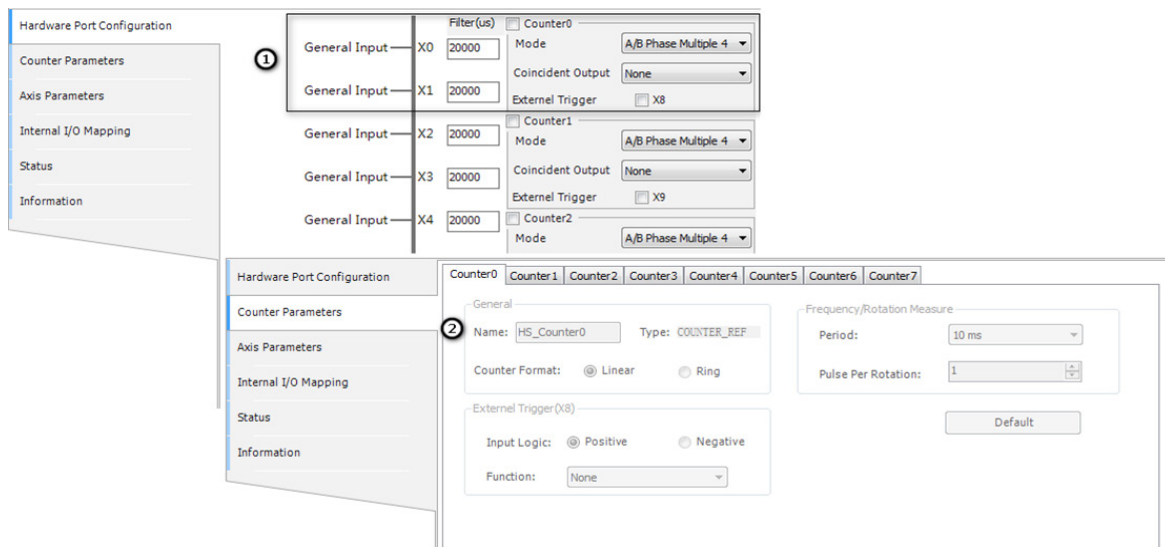 Hardware Port Configuration
Counter Parameters
Axis Parameters
Internal I/O Mapping
Status
Information
①
Filter(us) Counter0
General Input X0 20000 Mode A/B Phase Multiple 4
Coincident Output None
General Input X1 20000
External Trigger X8
Counter1
General Input X2 20000 Mode A/B Phase Multiple 4
Coincident Output None
General Input X3 20000
External Trigger X9
General Input X4 20000 Counter2
Mode A/B Phase Multiple 4
Hardware Port Configuration
Counter Parameters
Axis Parameters
Internal I/O Mapping
Status
Information
Counter0 Counter1 Counter2 Counter3 Counter4 Counter5 Counter6 Counter7
②
General
Name: HS_Counter0 Type: COUNTER_REF
Counter Format: Linear Ring
External Trigger(X8)
Input Logic: Positive Negative
Function: None
Frequency/Rotation Measure
Period: 10 ms
Pulse Per Rotation: 1
Default